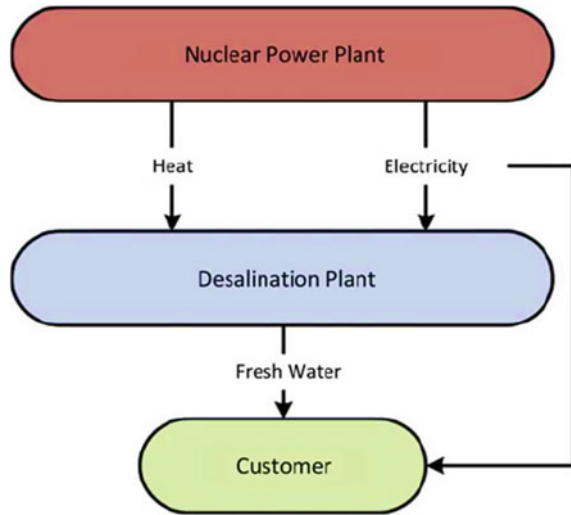 Nuclear Power Plant
Heat
Electricity
Desalination Plant
Fresh Water
Customer